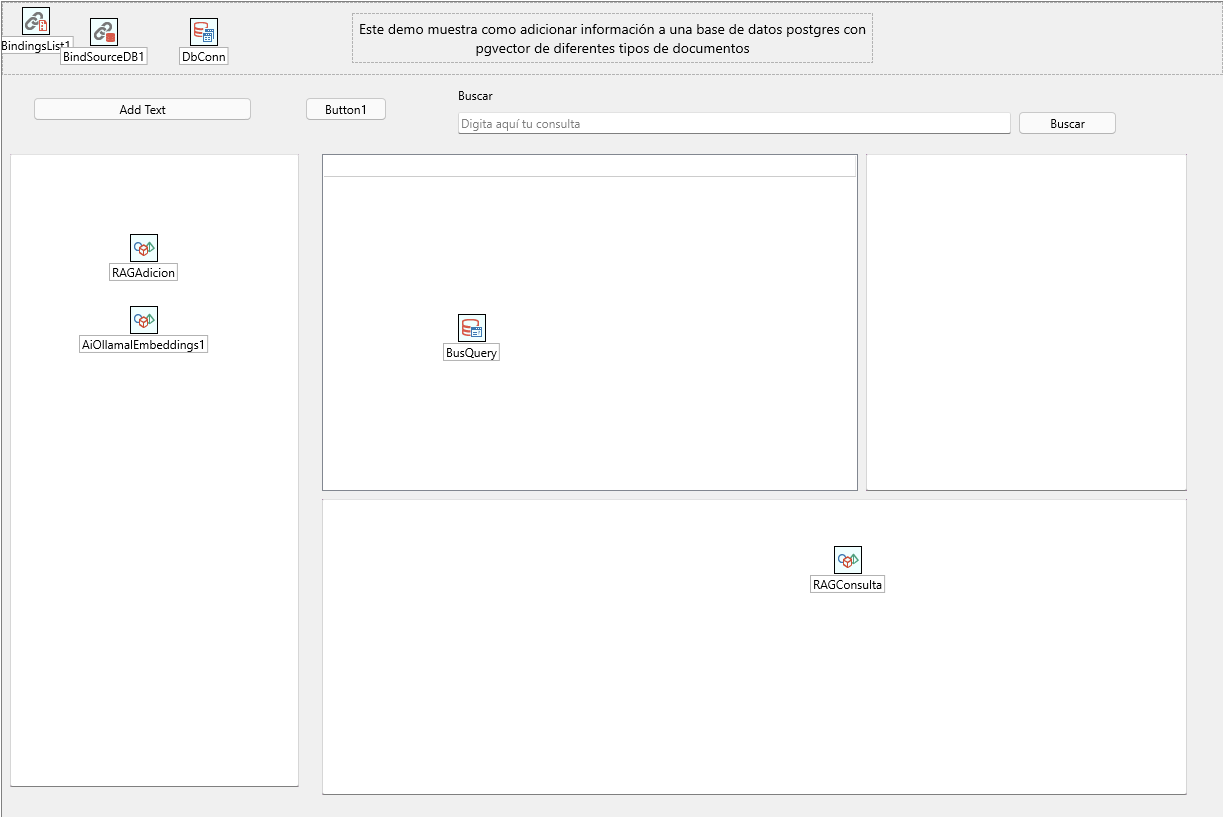 BindingsList1
BindSourceDB1
DbConn
Este demo muestra como adicionar información a una base de datos postgres con
pgvector de diferentes tipos de documentos
Add Text
Button1
Buscar
Digita aquí tu consulta
Buscar
RAGAdicion
AiOllamalEmbeddings1
BusQuery
RAGConsulta